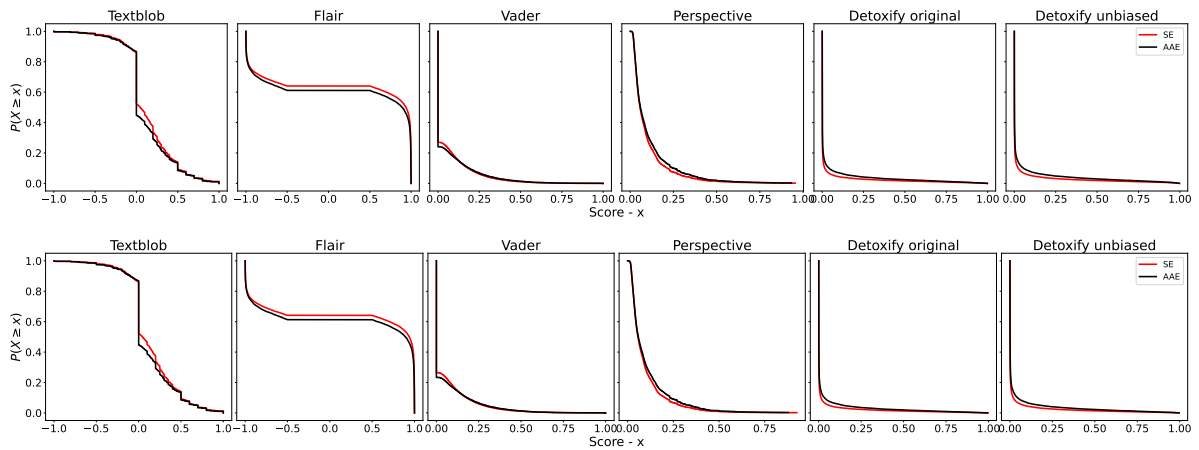 Textblob Flair Vader Perspective Detoxify original Detoxify unbiased
SE
AAE
P(X ≥ x)
1.0
0.8
0.6
0.4
0.2
0.0
−1.0 −0.5 0.0 0.5 1.0 −1.0 −0.5 0.0 0.5 1.0 0.00 0.25 0.50 0.75 1.00 0.00 0.25 0.50 0.75 1.00 0.00 0.25 0.50 0.75 1.00 0.00 0.25 0.50 0.75 1.00
Score - x
Textblob Flair Vader Perspective Detoxify original Detoxify unbiased
SE
AAE
P(X ≥ x)
1.0
0.8
0.6
0.4
0.2
0.0
−1.0 −0.5 0.0 0.5 1.0 −1.0 −0.5 0.0 0.5 1.0 0.00 0.25 0.50 0.75 1.00 0.00 0.25 0.50 0.75 0.00 0.25 0.50 0.75 1.00 0.00 0.25 0.50 0.75 1.00
Score - x